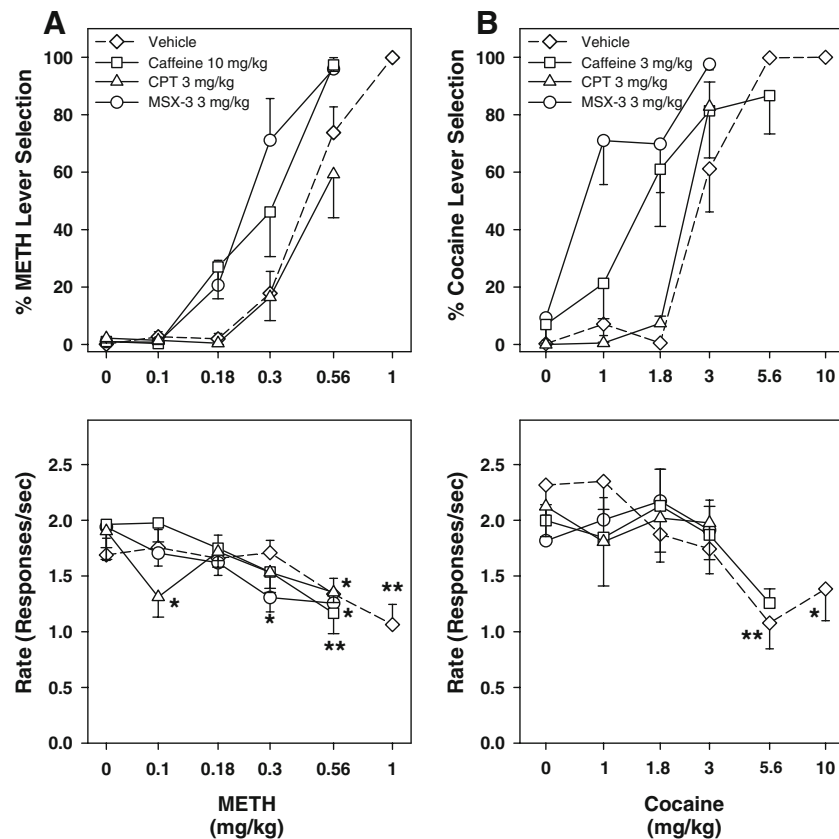 A
Vehicle
Caffeine 10 mg/kg
CPT 3 mg/kg
MSX-3 3 mg/kg
% METH Lever Selection
100
80
60
40
20
0
0 0.1 0.18 0.3 0.56 1
B
Vehicle
Caffeine 3 mg/kg
CPT 3 mg/kg
MSX-3 3 mg/kg
% Cocaine Lever Selection
100
80
60
40
20
0
0 1 1.8 3 5.6 10
Rate (Responses/sec)
2.5
2.0
1.5
1.0
0.5
0.0
*
*
**
*
*
**
0 0.1 0.18 0.3 0.56 1
METH
(mg/kg)
Rate (Responses/sec)
2.5
2.0
1.5
1.0
0.5
0.0
**
*
0 1 1.8 3 5.6 10
Cocaine
(mg/kg)